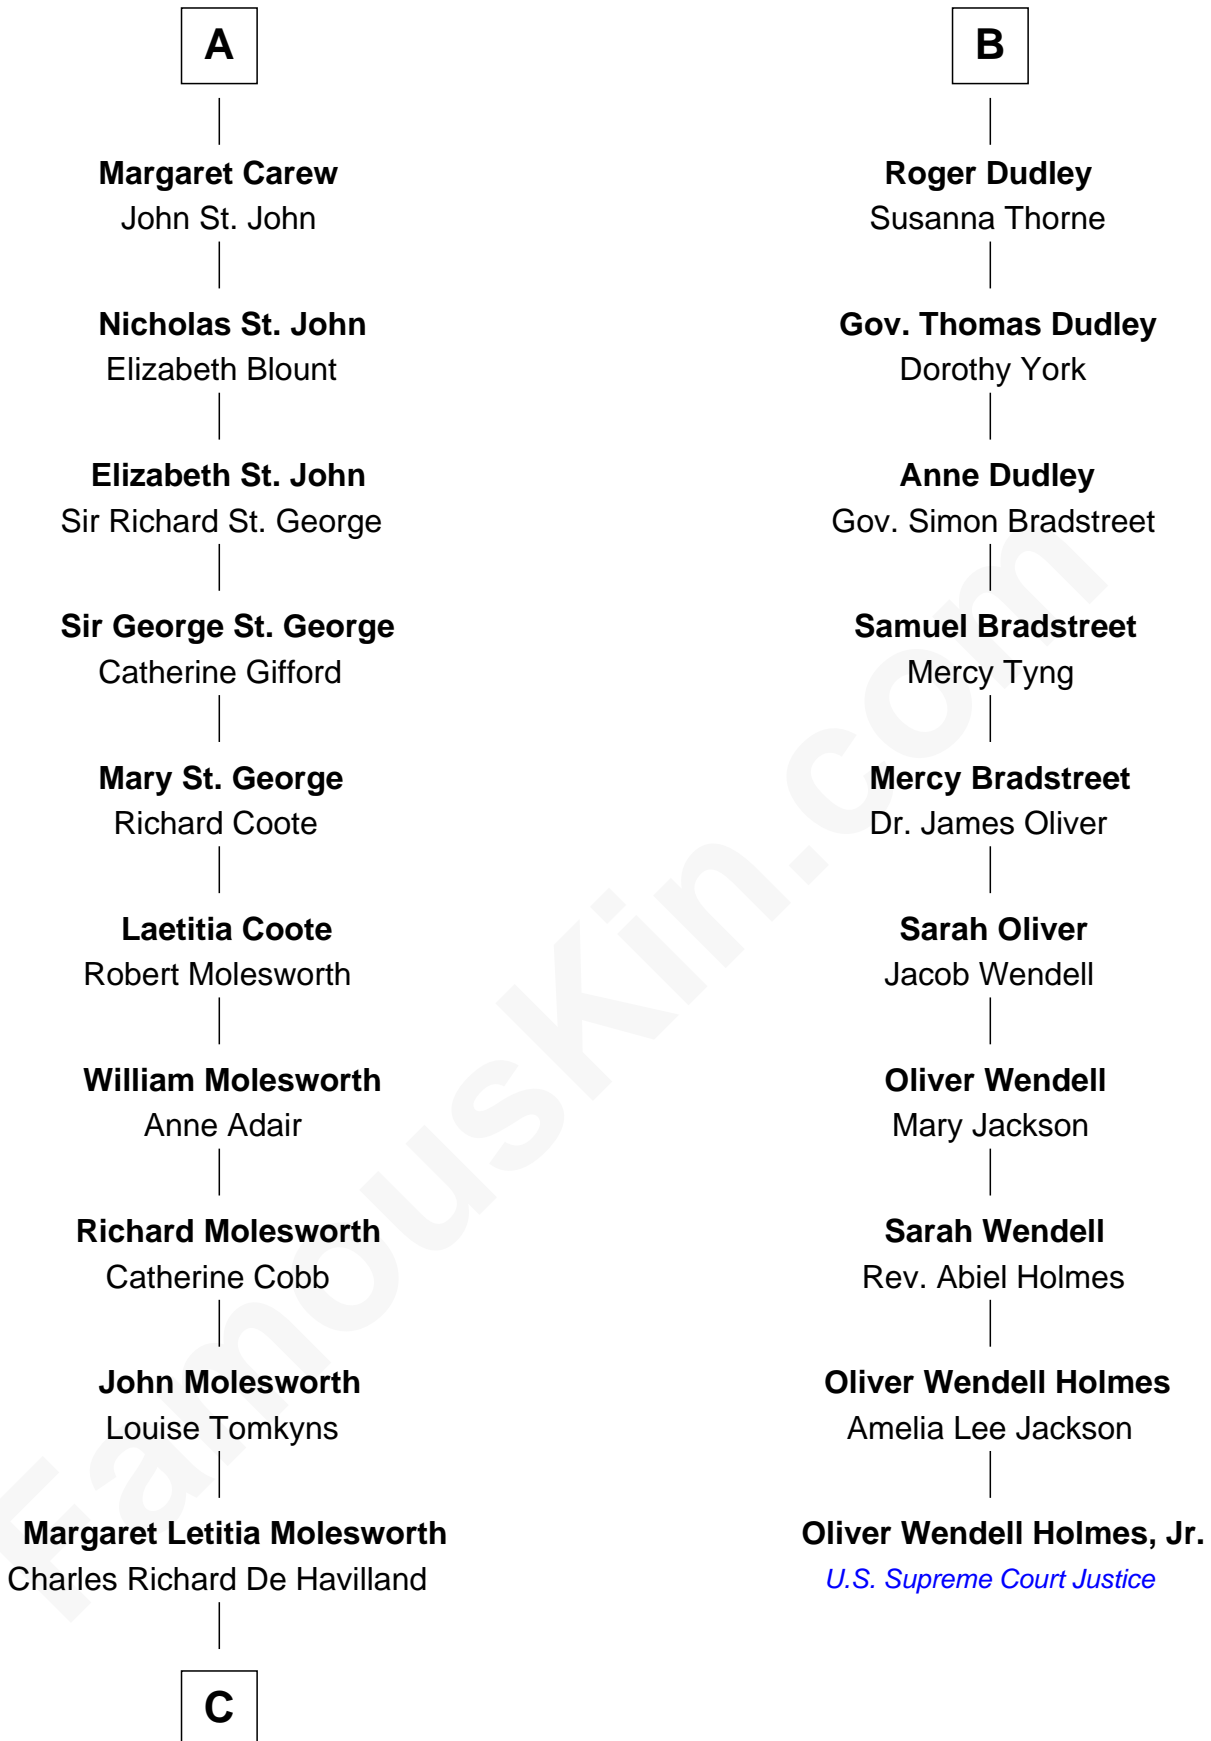 A
Margaret Carew
John St. John
Nicholas St. John
Elizabeth Blount
Elizabeth St. John
Sir Richard St. George
Sir George St. George
Catherine Gifford
Mary St. George
Richard Coote
Laetitia Coote
Robert Molesworth
William Molesworth
Anne Adair
Richard Molesworth
Catherine Cobb
John Molesworth
Louise Tomkyns
Margaret Letitia Molesworth
Charles Richard De Havilland
C
B
Roger Dudley
Susanna Thorne
Gov. Thomas Dudley
Dorothy York
Anne Dudley
Gov. Simon Bradstreet
Samuel Bradstreet
Mercy Tyng
Mercy Bradstreet
Dr. James Oliver
Sarah Oliver
Jacob Wendell
Oliver Wendell
Mary Jackson
Sarah Wendell
Rev. Abiel Holmes
Oliver Wendell Holmes
Amelia Lee Jackson
Oliver Wendell Holmes, Jr.
U.S. Supreme Court Justice
FamousKin.com